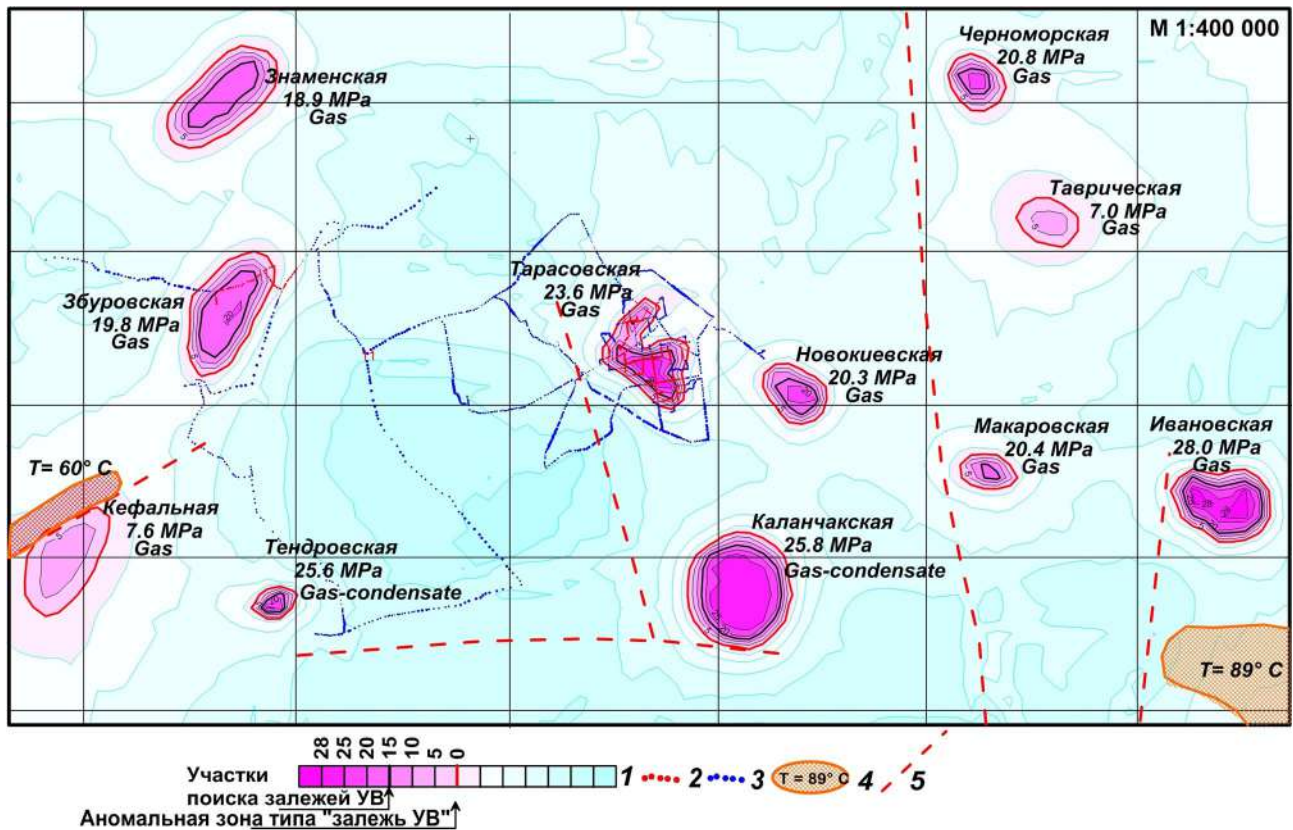 М 1:400 000
Черноморская
20.8 MPa
Gas
Знаменская
18.9 MPa
Gas
Таврическая
7.0 MPa
Gas
Тарасовская
23.6 MPa
Gas
Збуровская
19.8 MPa
Gas
Новокиевская
20.3 MPa
Gas
Макаровская
20.4 MPa
Gas
Ивановская
28.0 MPa
Gas
T= 60° C
Кефальная
7.6 MPa
Gas
Тендровская
25.6 MPa
Gas-condensate
Каланчакская
25.8 MPa
Gas-condensate
T= 89° C
28 25 20 15 10 5 0
Участки
поиска залежей УВ
Аномальная зона типа "залежь УВ"
1 2 3 T = 89° C 4 5